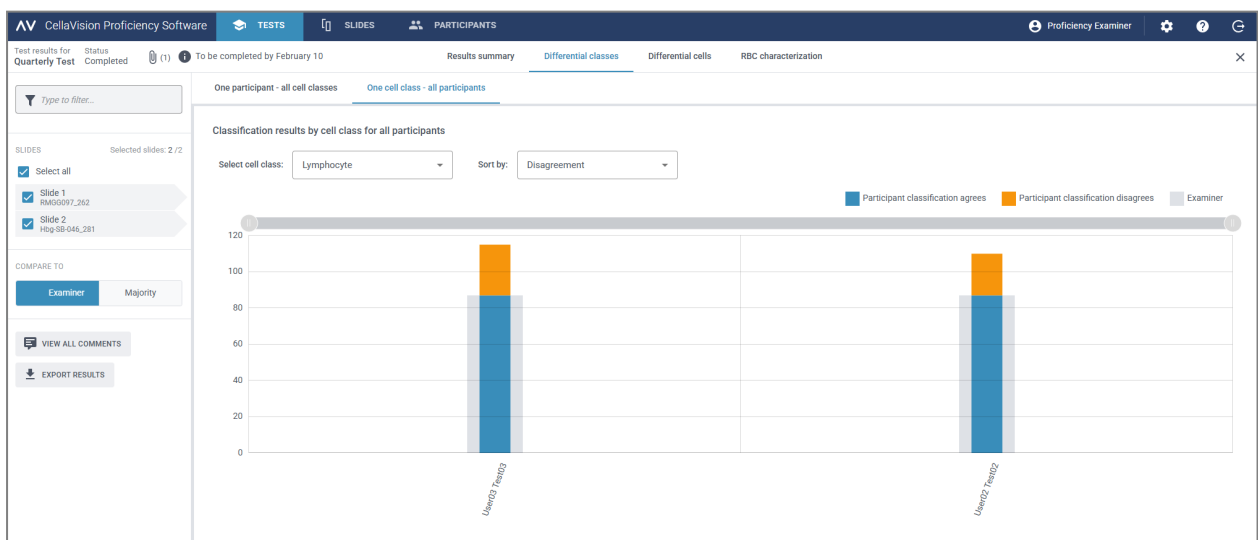 CellaVision Proficiency Software TESTS SLIDES PARTICIPANTS Proficiency Examiner
Test results for Status
Quarterly Test Completed (1) To be completed by February 10 Results summary Differential classes Differential cells RBC characterization
Type to filter...
One participant - all cell classes One cell class - all participants
Classification results by cell class for all participants
SLIDES Selected slides: 2 /2
Select cell class: Lymphocyte Sort by: Disagreement
Select all
Slide 1
RMGG097_262
Slide 2
Hbg-SB-046_281
Participant classification agrees Participant classification disagrees Examiner
COMPARE TO
Examiner Majority
VIEW ALL COMMENTS
EXPORT RESULTS
120
100
80
60
40
20
0
User03 Test03
User02 Test02